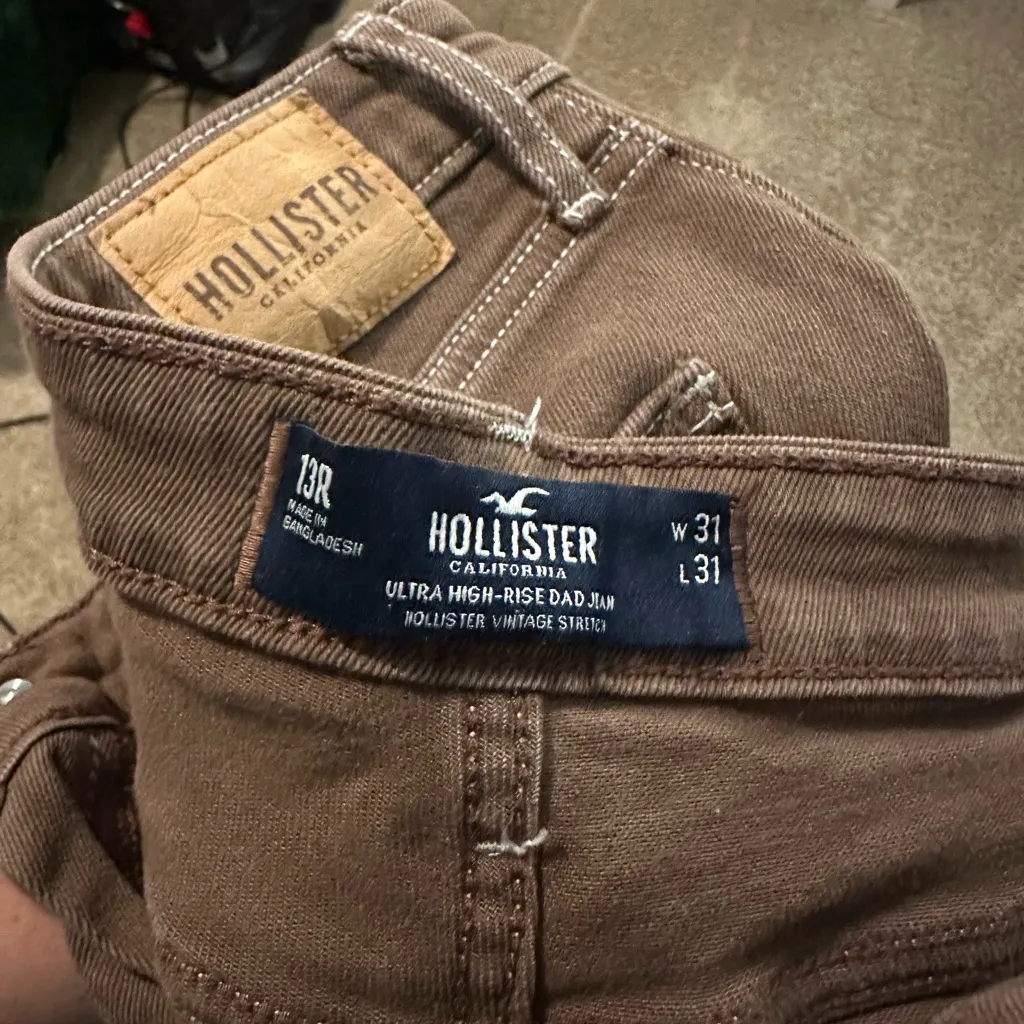 HOLLISTER
CALIFORNIA
13R
MADE IN
BANGLADESH
HOLLISTER
CALIFORNIA
ULTRA HIGH-RISE DAD JEAN
HOLLISTER VINTAGE STRETCH
W 31
L 31